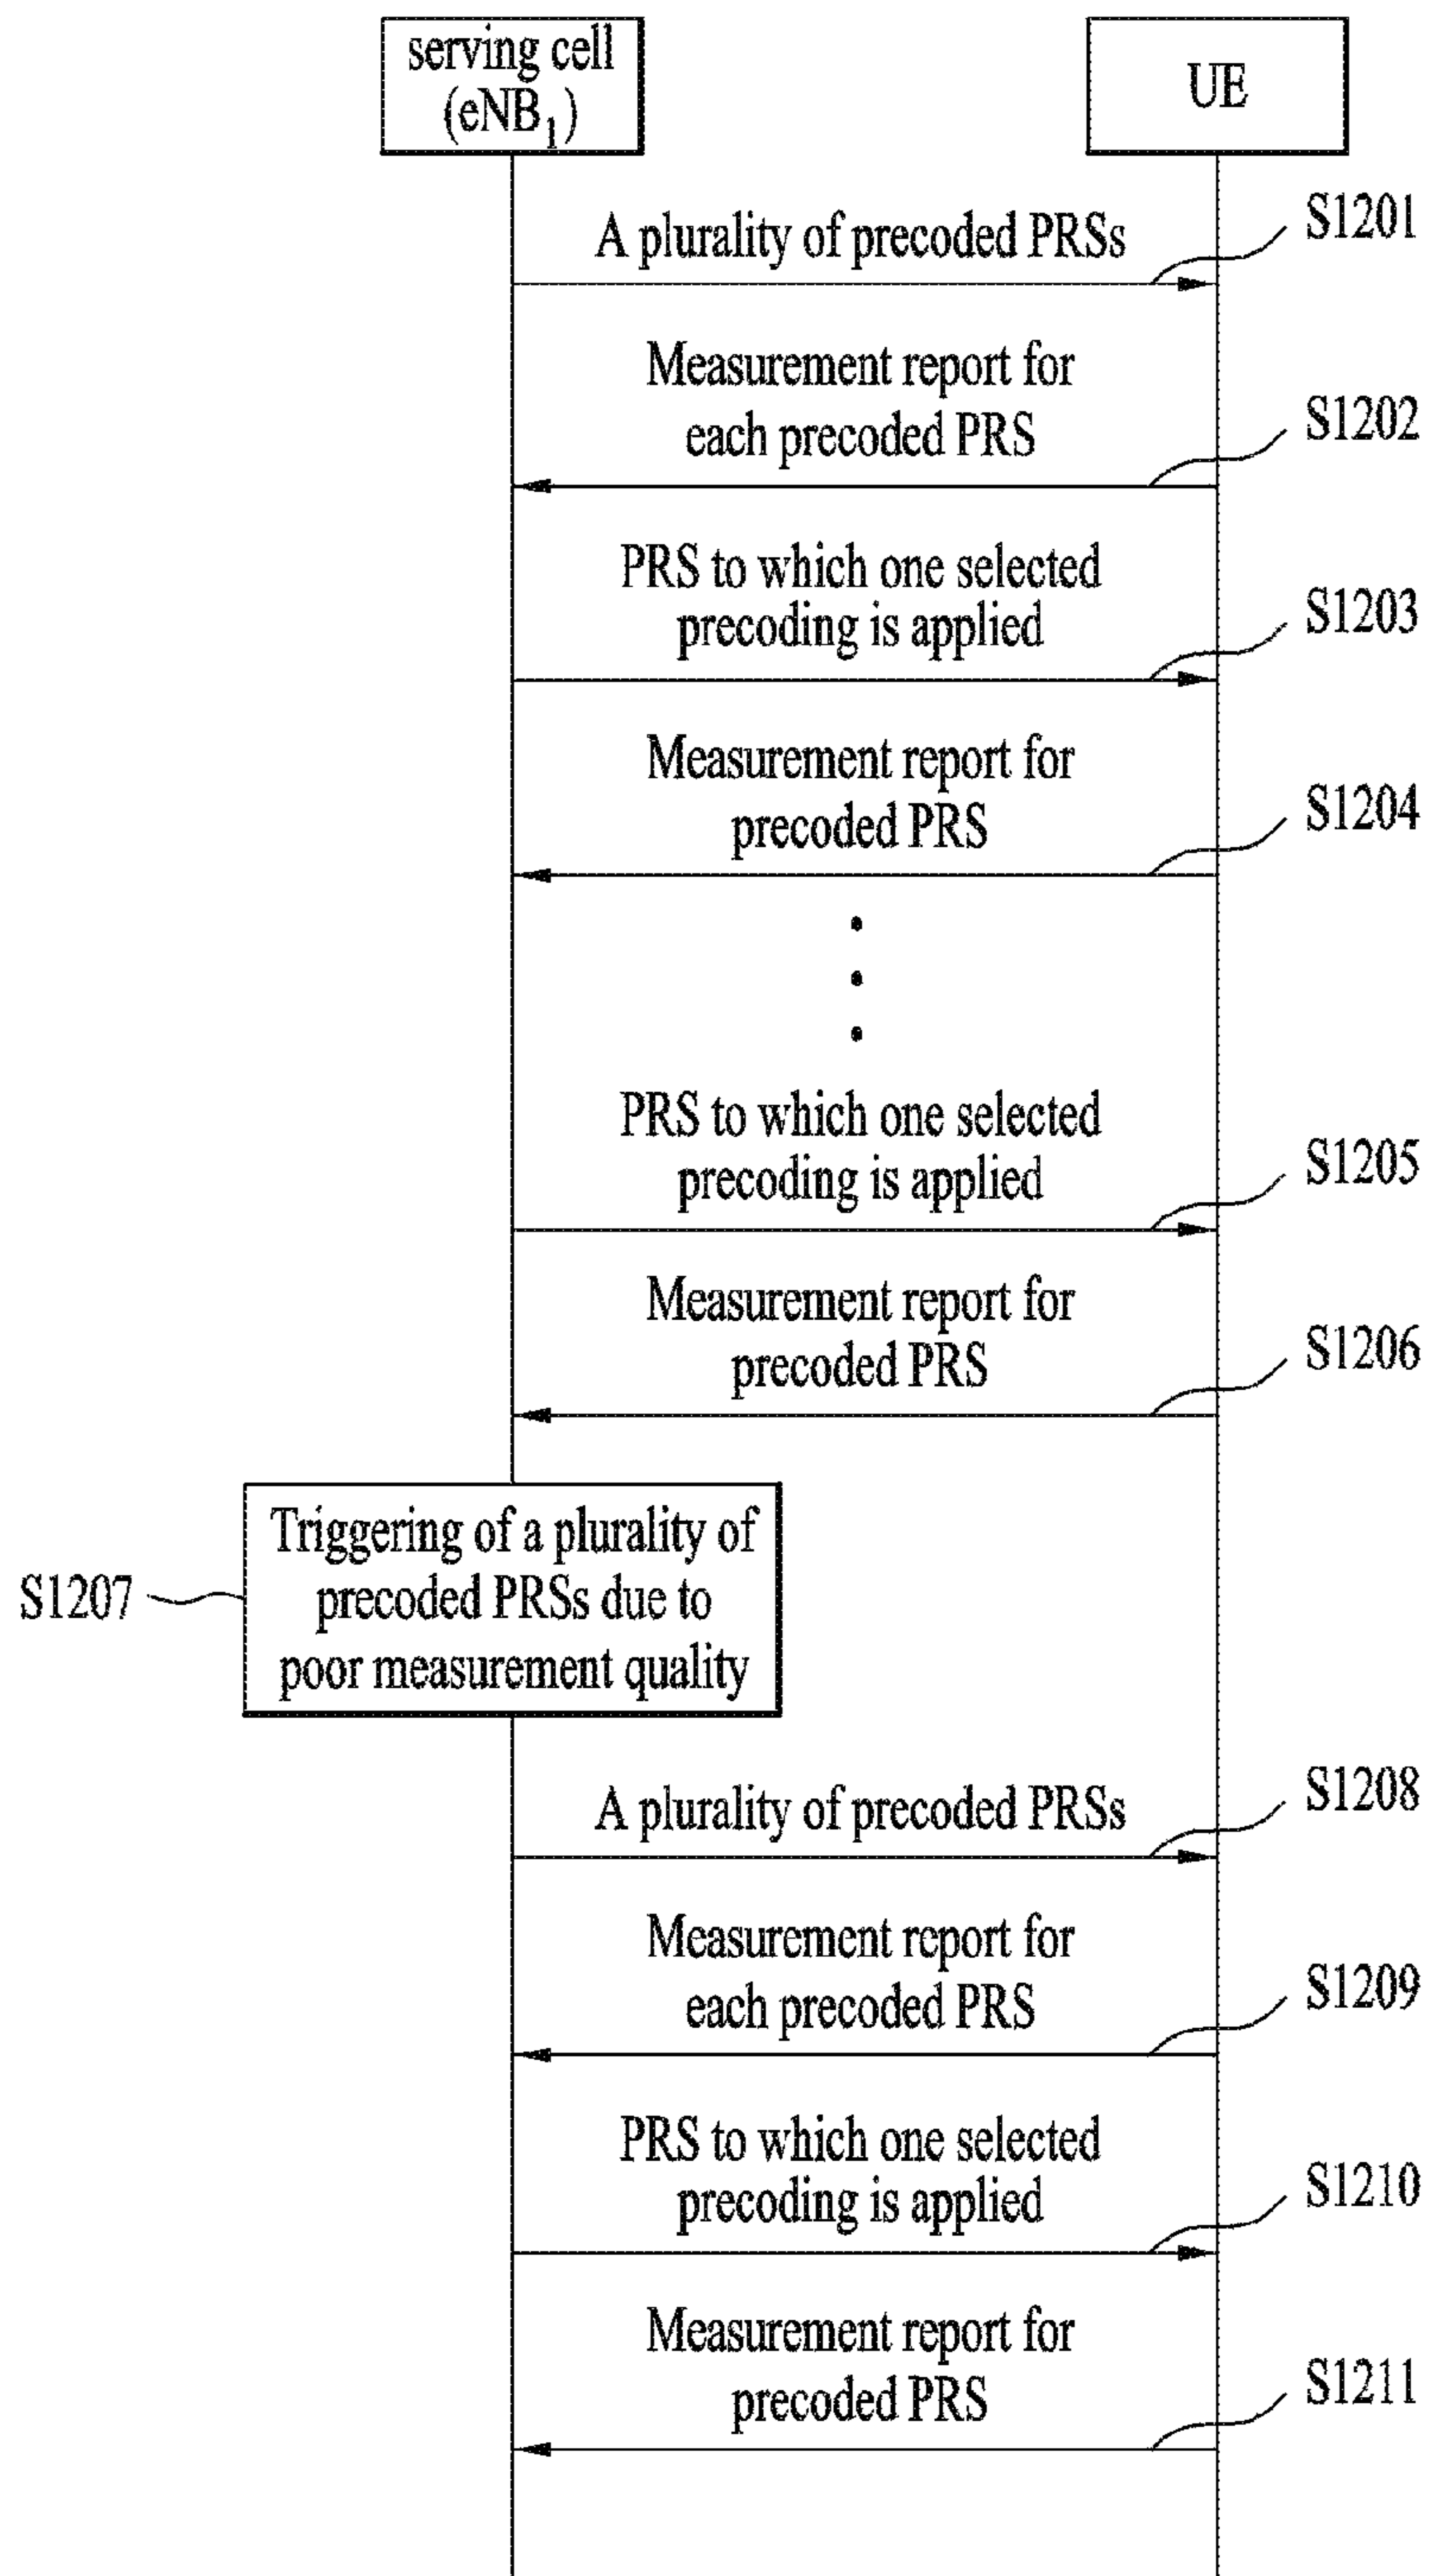 serving cell
(eNB1)
UE
A plurality of precoded PRSs
S1201
Measurement report for
each precoded PRS
S1202
PRS to which one selected
precoding is applied
S1203
Measurement report for
precoded PRS
S1204
PRS to which one selected
precoding is applied
S1205
Measurement report for
precoded PRS
S1206
Triggering of a plurality of
precoded PRSs due to
poor measurement quality
S1207
A plurality of precoded PRSs
S1208
Measurement report for
each precoded PRS
S1209
PRS to which one selected
precoding is applied
S1210
Measurement report for
precoded PRS
S1211